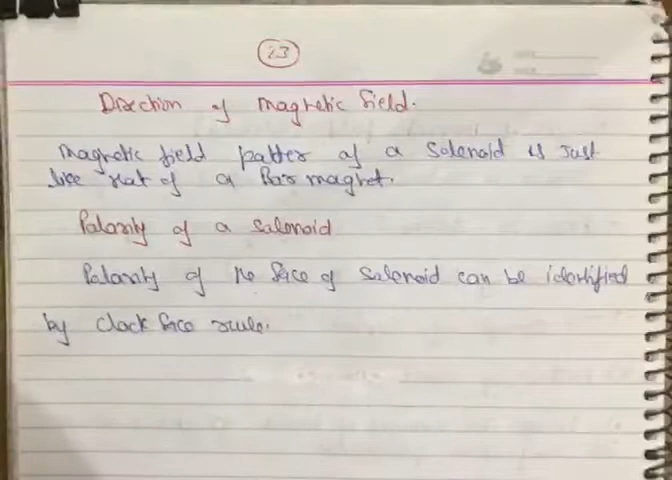 23
Direction of magnetic field.
Magnetic field patter of a Solenoid is just
like that of a Bar magnet.
Polarity of a Solenoid
Polarity of the face of Solenoid can be identified
by clock face rule.